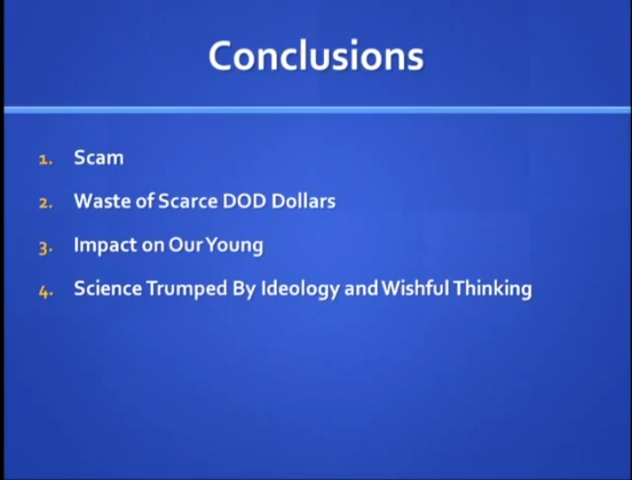 Conclusions
1. Scam
2. Waste of Scarce DOD Dollars
3. Impact on Our Young
4. Science Trumped By Ideology and Wishful Thinking